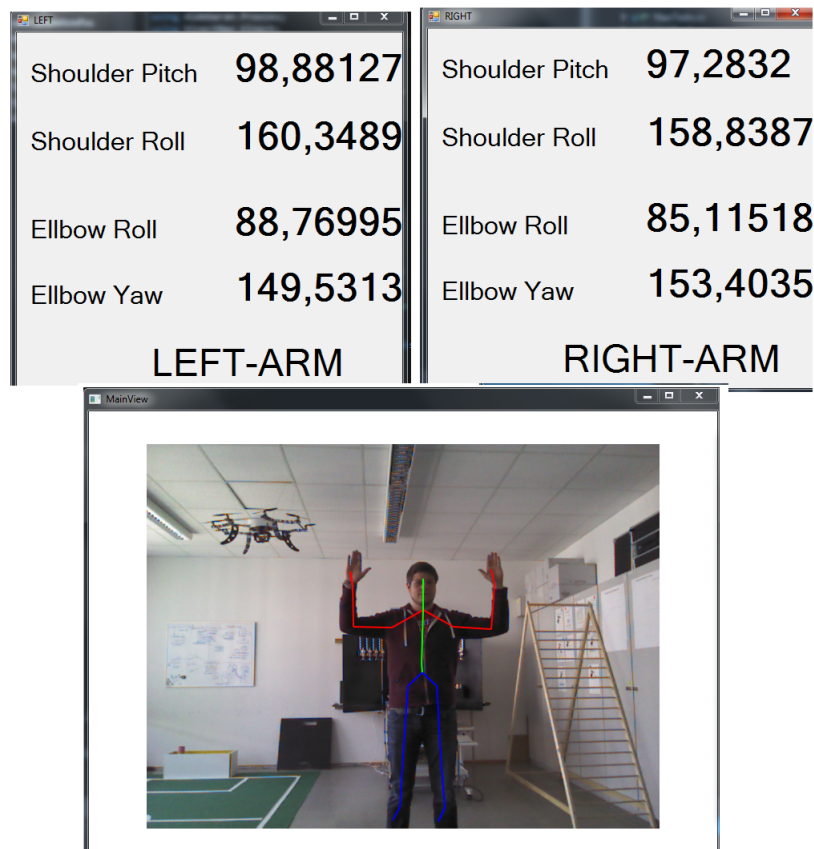 LEFT
Shoulder Pitch 98,88127
Shoulder Roll 160,3489
Ellbow Roll 88,76995
Ellbow Yaw 149,5313
LEFT-ARM
RIGHT
Shoulder Pitch 97,2832
Shoulder Roll 158,8387
Ellbow Roll 85,11518
Ellbow Yaw 153,4035
RIGHT-ARM
MainView